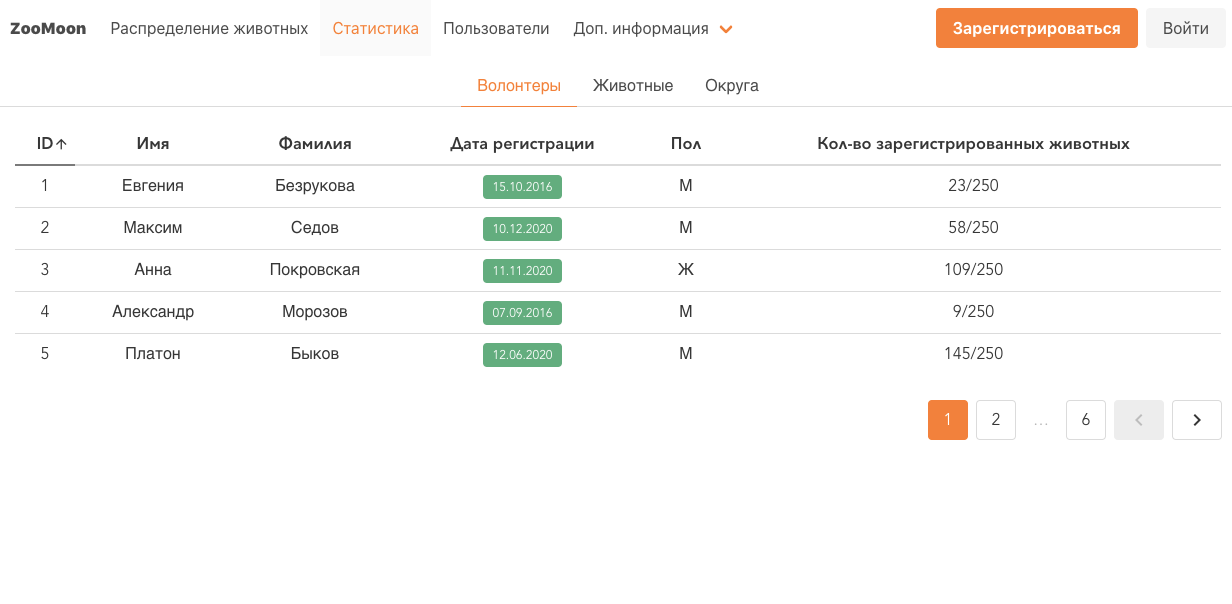 ZooMoon Распределение животных Статистика Пользователи Доп. информация Зарегистрироваться Войти
Волонтеры Животные Округа
ID↑ Имя Фамилия Дата регистрации Пол Кол-во зарегистрированных животных
1 Евгения Безрукова 15.10.2016 М 23/250
2 Максим Седов 10.12.2020 М 58/250
3 Анна Покровская 11.11.2020 Ж 109/250
4 Александр Морозов 07.09.2016 М 9/250
5 Платон Быков 12.06.2020 М 145/250
1 2 ... 6